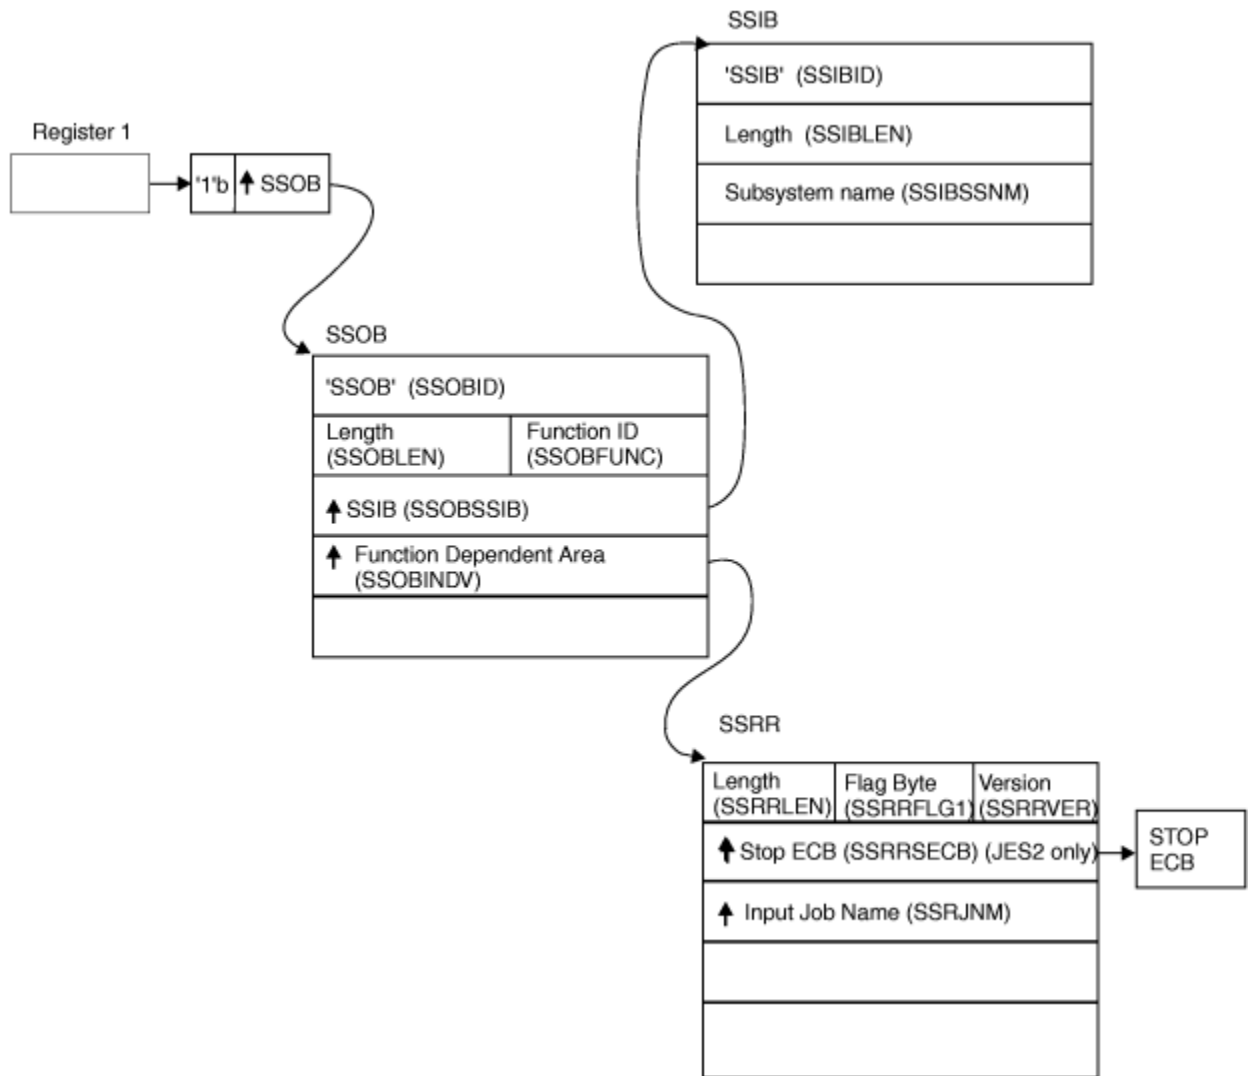 SSIB
'SSIB' (SSIBID)
Length (SSIBLEN)
Subsystem name (SSIBSSNM)
Register 1
'1'b
SSOB
SSOB
'SSOB' (SSOBID)
Length
(SSOBLEN)
Function ID
(SSOBFUNC)
SSIB (SSOBSSIB)
Function Dependent Area
(SSOBINDV)
SSRR
Length
(SSRRLEN)
Flag Byte
(SSRRFLG1)
Version
(SSRRVER)
Stop ECB (SSRRSECB) (JES2 only)
STOP
ECB
Input Job Name (SSRJNM)